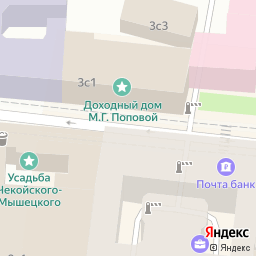 3с3
3с1
Доходный дом
М.Г. Поповой
Усадьба
Чекойского-
Мышецкого
Почта банк
Яндекс
© Яндекс